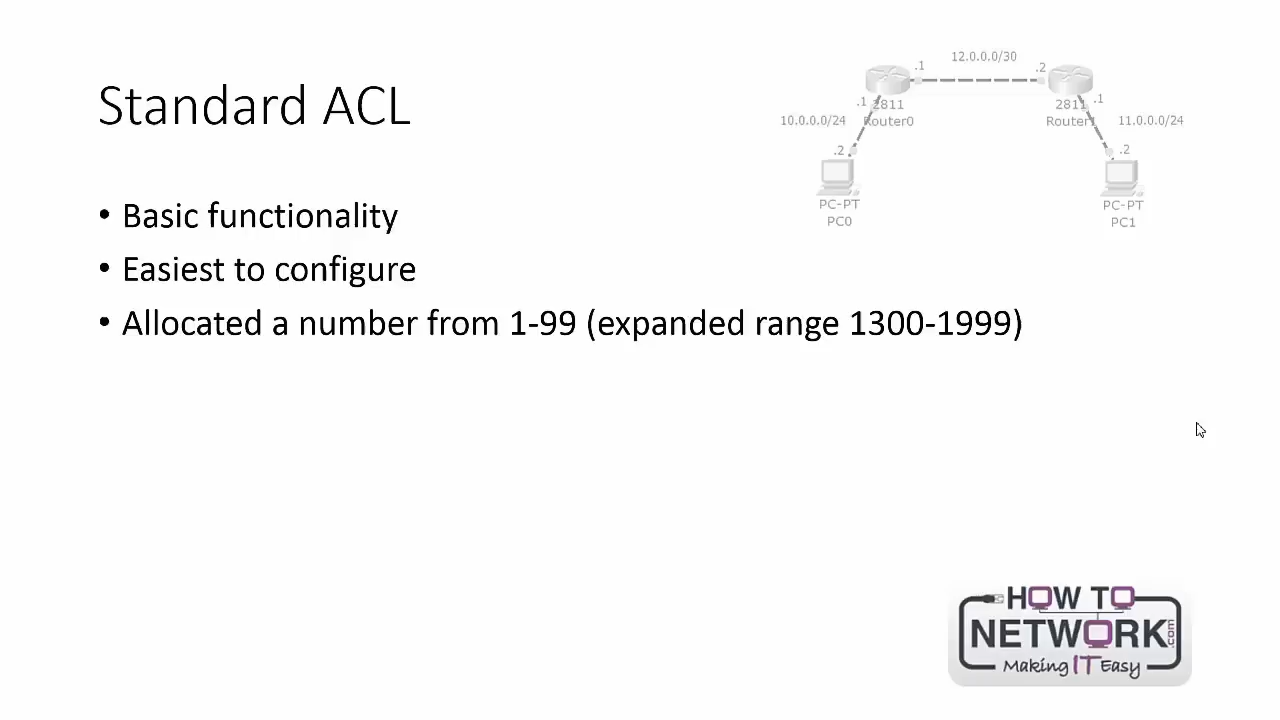 Standard ACL
• Basic functionality
• Easiest to configure
• Allocated a number from 1-99 (expanded range 1300-1999)
12.0.0.0/30
.1
.2
.1
2811
Router0
2811
Router1
.1
10.0.0.0/24
11.0.0.0/24
.2
.2
PC-PT
PC0
PC-PT
PC1
HOW TO
NETWORK.com
Making IT Easy